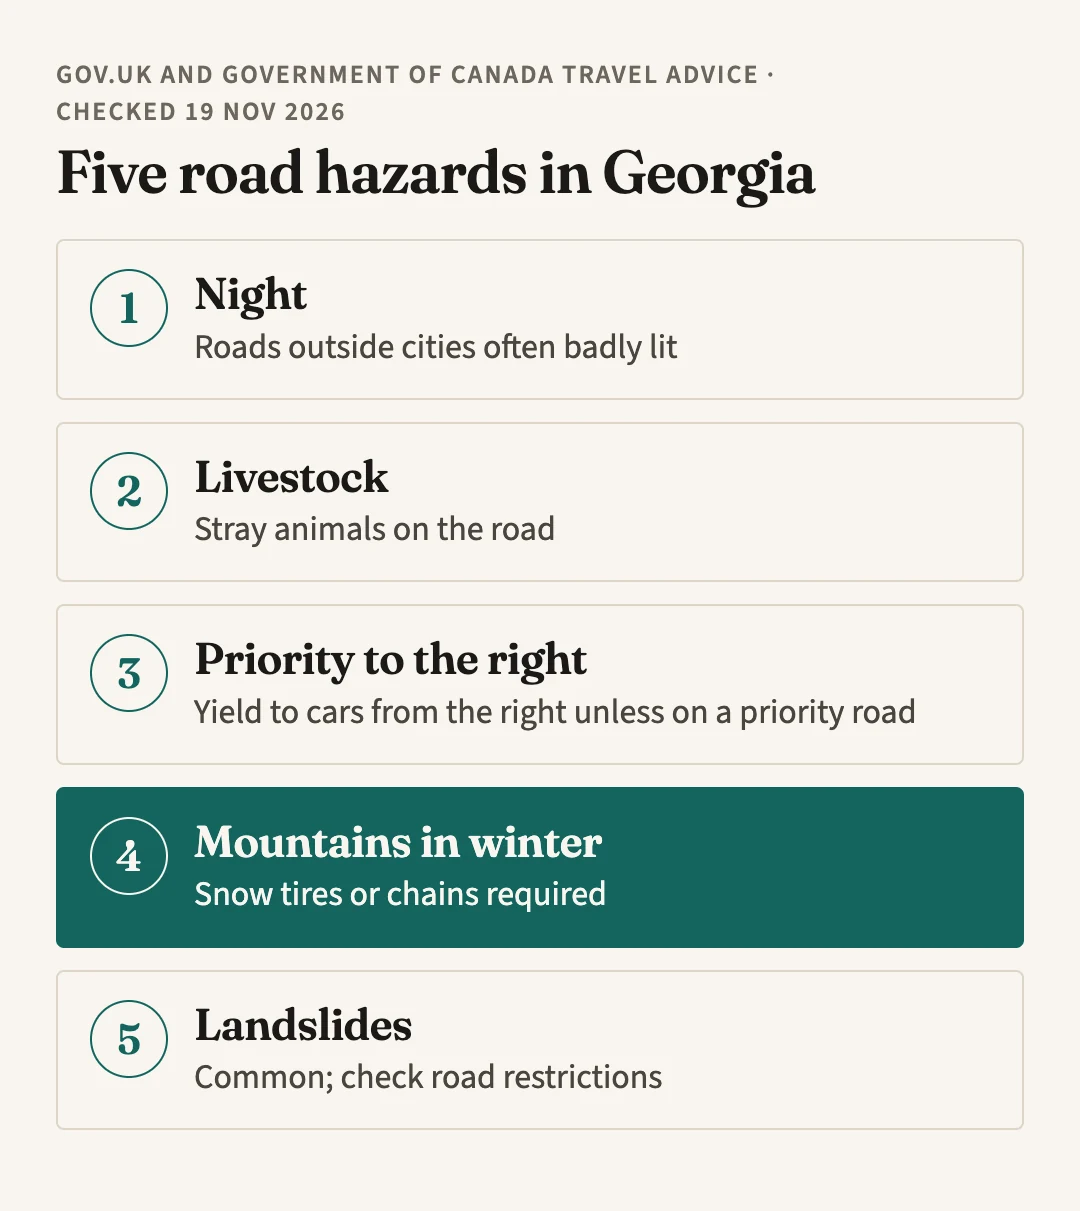 GOV.UK AND GOVERNMENT OF CANADA TRAVEL ADVICE ·
CHECKED 19 NOV 2026
Five road hazards in Georgia
1
Night
Roads outside cities often badly lit
2
Livestock
Stray animals on the road
3
Priority to the right
Yield to cars from the right unless on a priority road
4
Mountains in winter
Snow tires or chains required
5
Landslides
Common; check road restrictions